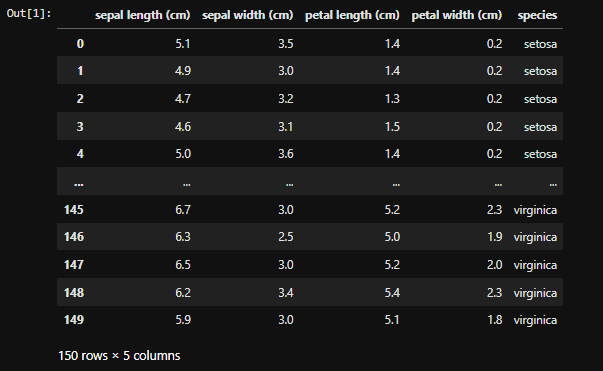 Out[1]:
sepal length (cm) sepal width (cm) petal length (cm) petal width (cm) species
0 5.1 3.5 1.4 0.2 setosa
1 4.9 3.0 1.4 0.2 setosa
2 4.7 3.2 1.3 0.2 setosa
3 4.6 3.1 1.5 0.2 setosa
4 5.0 3.6 1.4 0.2 setosa
... ... ... ... ... ...
145 6.7 3.0 5.2 2.3 virginica
146 6.3 2.5 5.0 1.9 virginica
147 6.5 3.0 5.2 2.0 virginica
148 6.2 3.4 5.4 2.3 virginica
149 5.9 3.0 5.1 1.8 virginica
150 rows × 5 columns